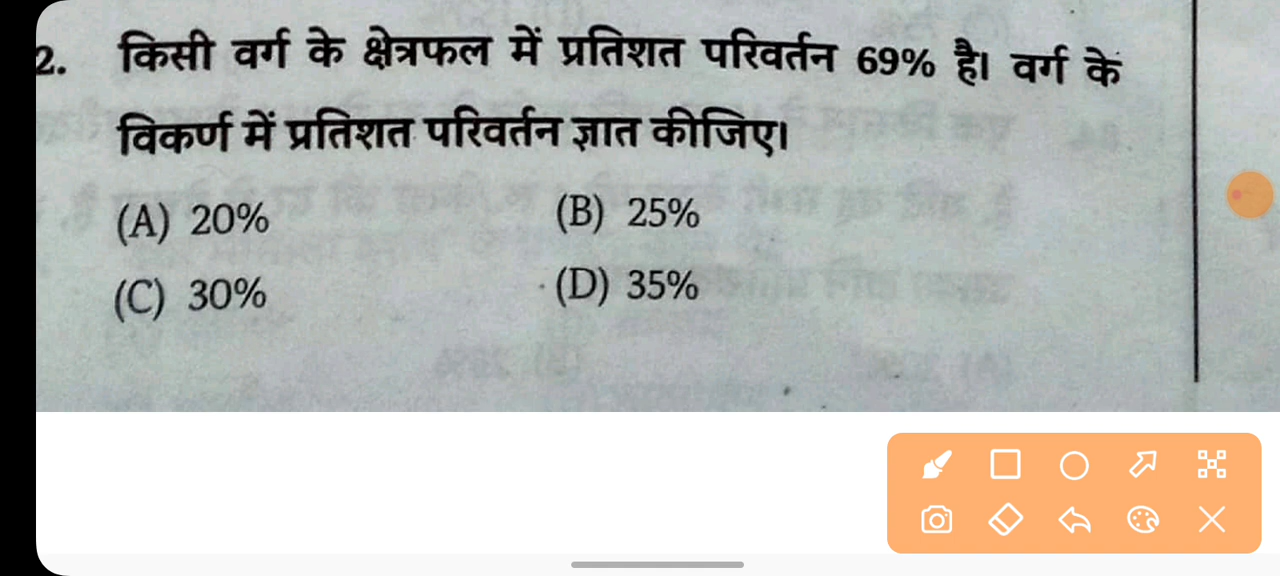 2. किसी वर्ग के क्षेत्रफल में प्रतिशत परिवर्तन 69% है। वर्ग के
विकर्ण में प्रतिशत परिवर्तन ज्ञात कीजिए।
(A) 20% (B) 25%
(C) 30% (D) 35%